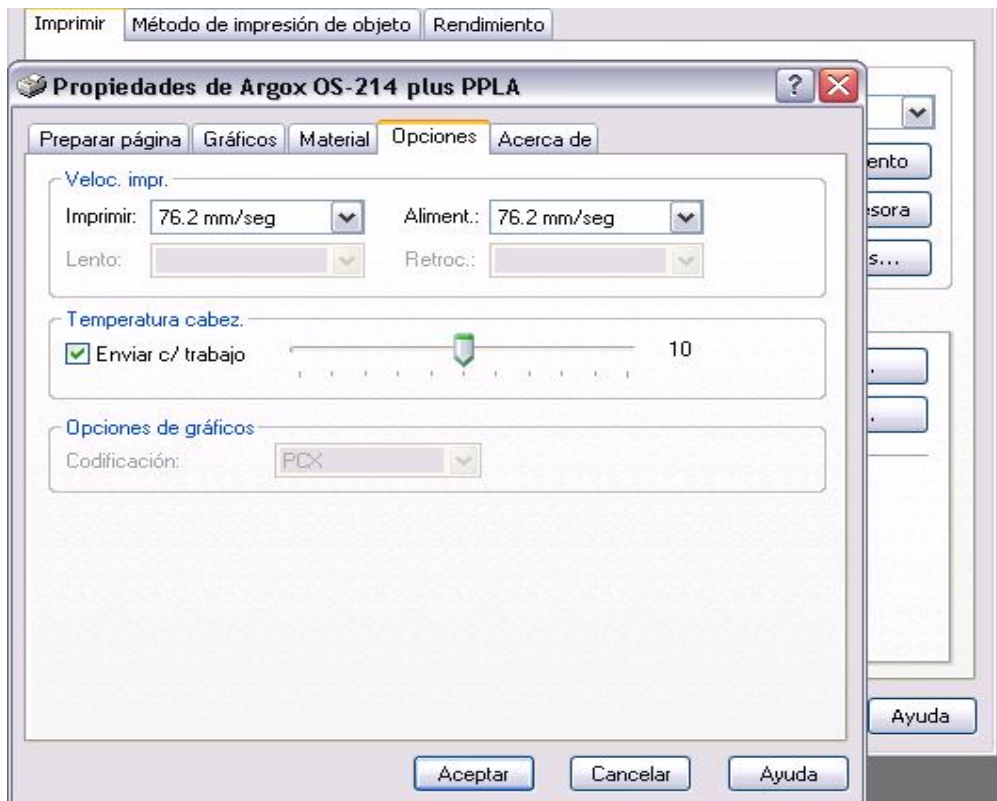 Imprimir Método de impresión de objeto Rendimiento
Propiedades de Argox OS-214 plus PPLA
Preparar página Gráficos Material Opciones Acerca de
Veloc. impr.
Imprimir: 76.2 mm/seg Aliment.: 76.2 mm/seg
Lento: Retroc.:
Temperatura cabez.
Enviar c/ trabajo 10
Opciones de gráficos
Codificación: PCX
ento
esora
s...
Ayuda
Aceptar Cancelar Ayuda